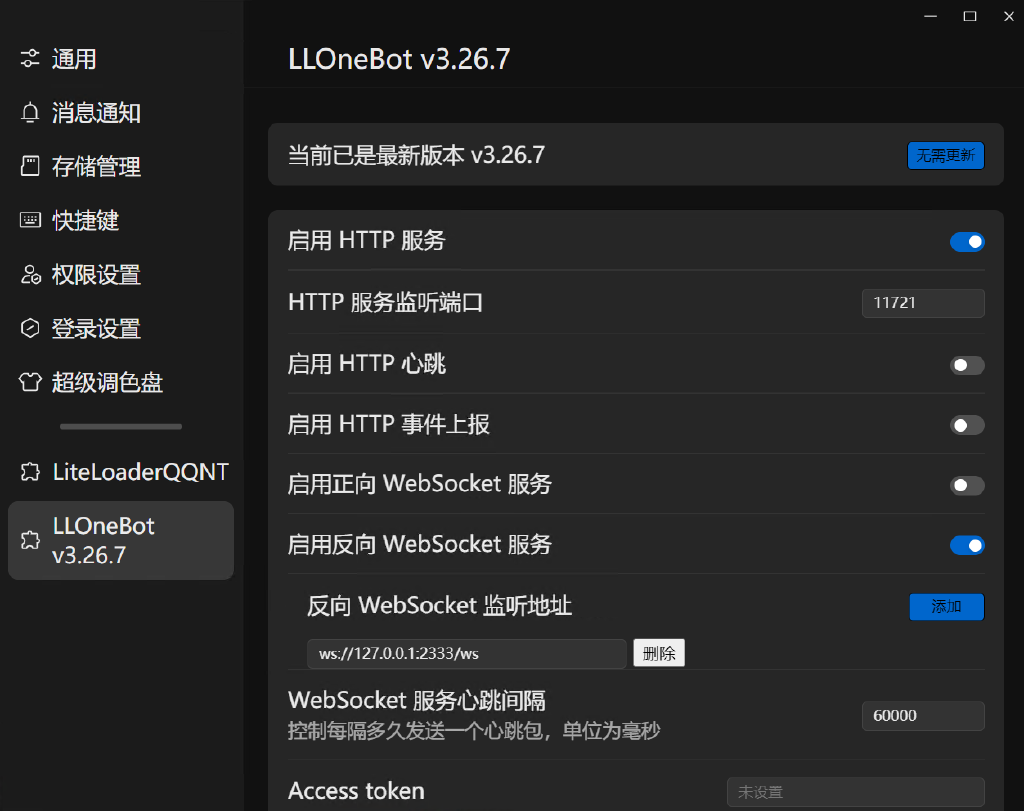 通用
消息通知
存储管理
快捷键
权限设置
登录设置
超级调色盘
LiteLoaderQQNT
LLOneBot
v3.26.7
LLOneBot v3.26.7
当前已是最新版本 v3.26.7
无需更新
启用 HTTP 服务
HTTP 服务监听端口
11721
启用 HTTP 心跳
启用 HTTP 事件上报
启用正向 WebSocket 服务
启用反向 WebSocket 服务
反向 WebSocket 监听地址
添加
ws://127.0.0.1:2333/ws
删除
WebSocket 服务心跳间隔
控制每隔多久发送一个心跳包，单位为毫秒
60000
Access token
未设置